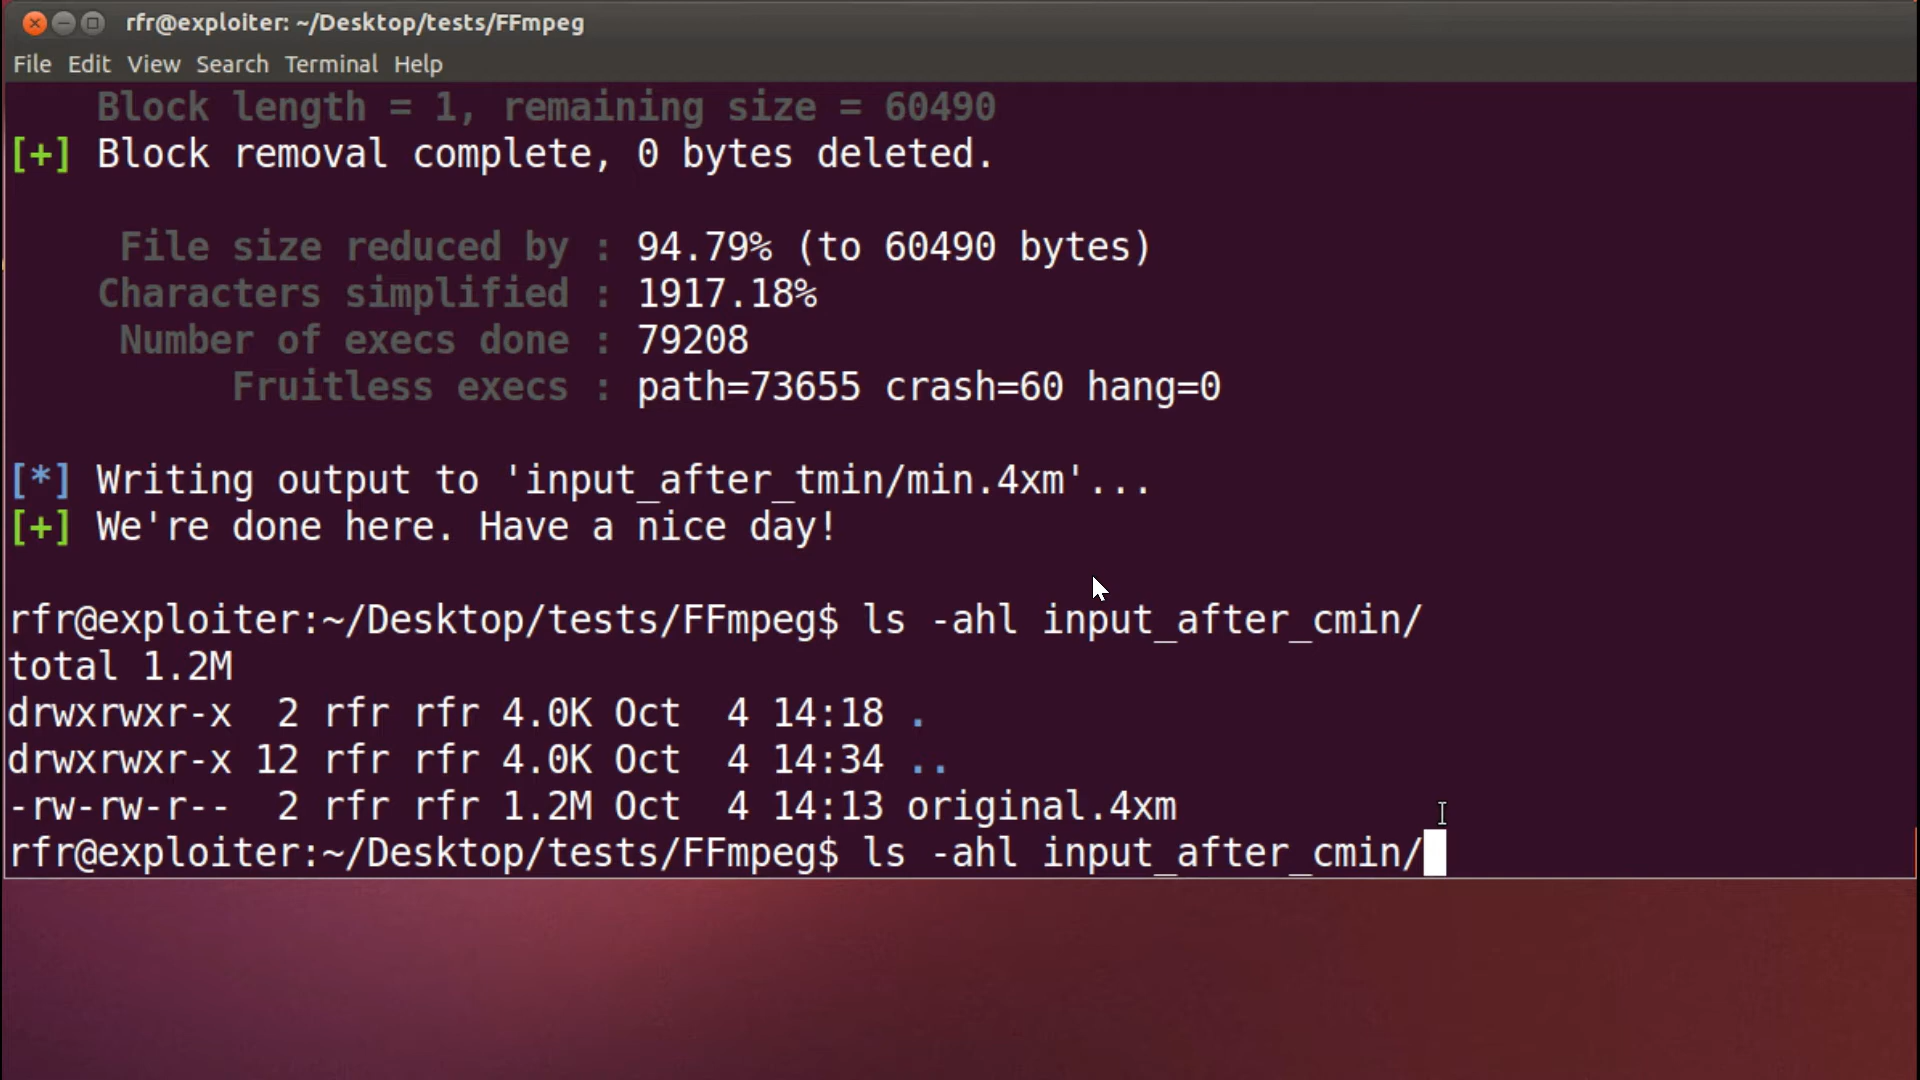 rfr@exploiter: ~/Desktop/tests/FFmpeg
File Edit View Search Terminal Help
Block length = 1, remaining size = 60490
[+] Block removal complete, 0 bytes deleted.
File size reduced by : 94.79% (to 60490 bytes)
Characters simplified : 1917.18%
Number of execs done : 79208
Fruitless execs : path=73655 crash=60 hang=0
[*] Writing output to 'input_after_tmin/min.4xm'...
[+] We're done here. Have a nice day!
rfr@exploiter:~/Desktop/tests/FFmpeg$ ls -ahl input_after_cmin/
total 1.2M
drwxrwxr-x  2 rfr rfr 4.0K Oct  4 14:18 .
drwxrwxr-x 12 rfr rfr 4.0K Oct  4 14:34 ..
-rw-rw-r--  2 rfr rfr 1.2M Oct  4 14:13 original.4xm
rfr@exploiter:~/Desktop/tests/FFmpeg$ ls -ahl input_after_cmin/